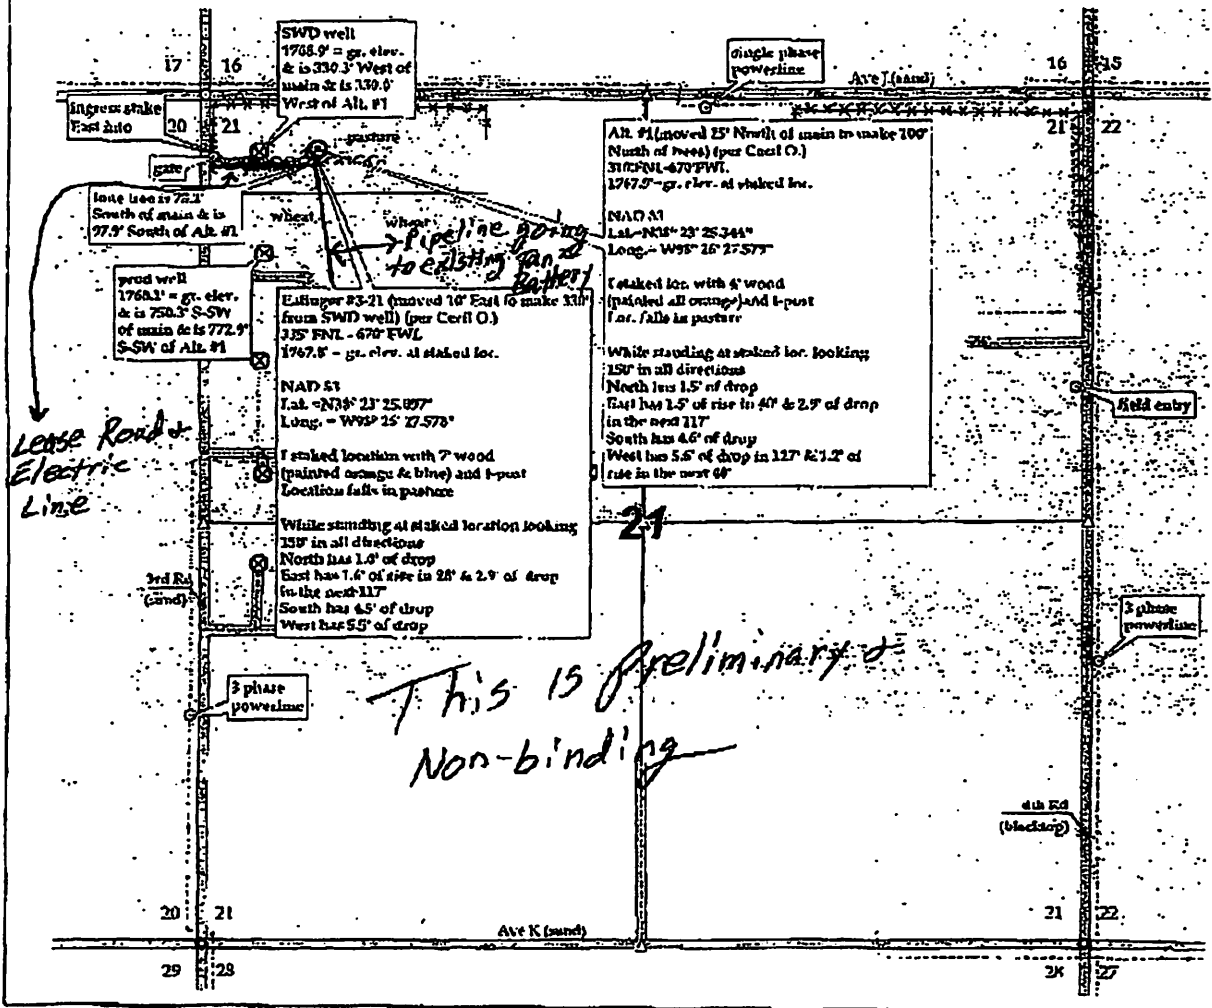 SWD well
1768.9' = gr. elev.
& is 330.3' West of
main & is 330.0'
West of Alt. #1
single phase
powerline
Ave J (sand)
17 16
16 15
ingress stake
East into
20 21
21 22
pasture
gate
South of main & is
97.9' South of Alt. #1
wheat
wheat
Pipeline going
to existing Tank
Battery
prod well
1760.1' = gr. elev.
& is 750.3' S-SW
of main & is 772.9'
S-SW of Alt. #1
#3-21 (moved 10' East to make 330'
from SWD well) (per Cecil O.)
335' FNL - 670' FWL
1767.8' = gr. elev. at staked loc.
NAD 83
Lat. =N38° 23' 25.097"
Long. = W98° 26' 27.578"
I staked location with 7' wood
(painted orange & blue) and t-post
Location falls in pasture
While standing at staked location looking
150' in all directions
North has 1.0' of drop
East has 1.6' of rise in 28' & 2.9' of drop
in the next 117'
South has 4.5' of drop
West has 5.5' of drop
Alt. #1 (moved 25' North of main to make 100'
North of trees) (per Cecil O.)
310'FNL-670'FWL
1767.9'=gr. elev. at staked loc.
NAD 83
Lat.=N38° 23' 25.344"
Long.= W98° 26' 27.579"
I staked loc. with 4' wood
(painted all orange) and t-post
Loc. falls in pasture
While standing at staked loc. looking
150' in all directions
North has 1.5' of drop
East has 1.5' of rise in 40' & 2.9' of drop
in the next 117'
South has 4.6' of drop
West has 5.6' of drop in 127' & 1.2' of
rise in the next 60'
field entry
Lease Road &
Electric
Line
21
3rd Rd
(sand)
3 phase
powerline
3 phase
powerline
This is Preliminary &
Non-binding
4th Rd
(blacktop)
20 21
21 22
Ave K (sand)
29 28
28 27